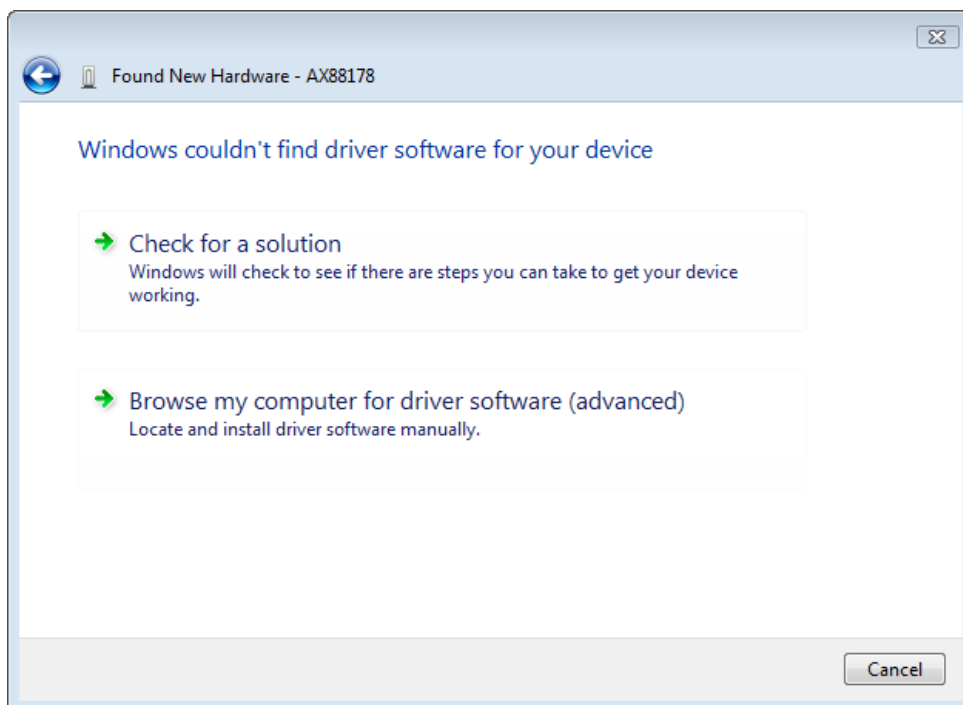 Found New Hardware - AX88178
Windows couldn't find driver software for your device
Check for a solution
Windows will check to see if there are steps you can take to get your device
working.
Browse my computer for driver software (advanced)
Locate and install driver software manually.
Cancel